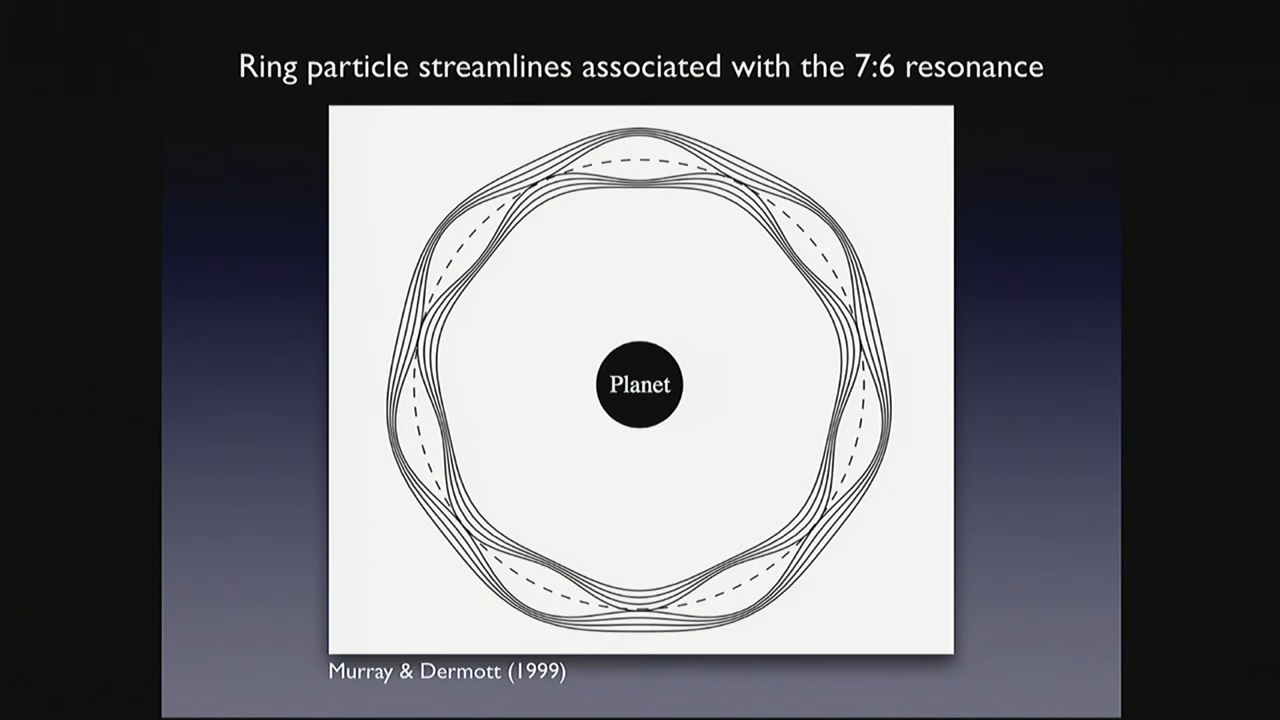 Ring particle streamlines associated with the 7:6 resonance
Planet
Murray & Dermott (1999)